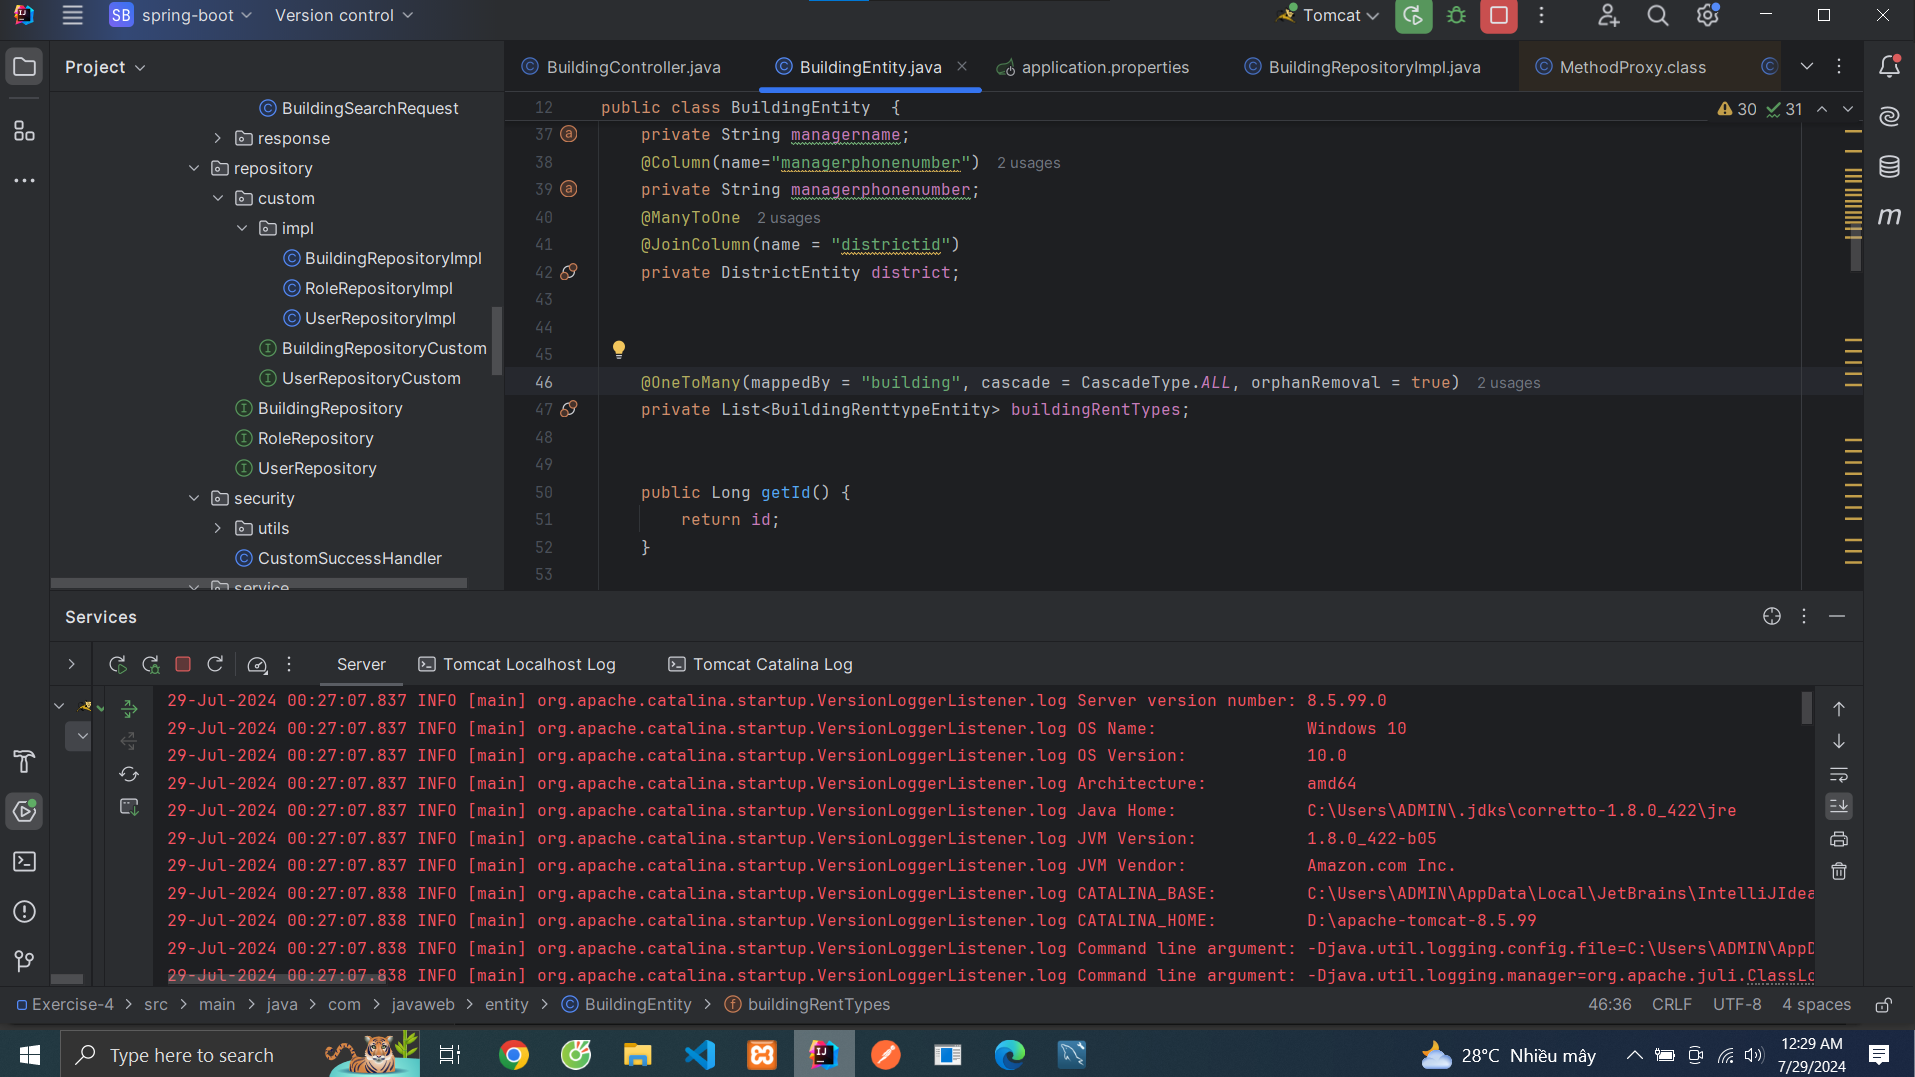 SB spring-boot Version control Tomcat
Project
BuildingController.java BuildingEntity.java application.properties BuildingRepositoryImpl.java MethodProxy.class
BuildingSearchRequest
response
repository
custom
impl
BuildingRepositoryImpl
RoleRepositoryImpl
UserRepositoryImpl
BuildingRepositoryCustom
UserRepositoryCustom
BuildingRepository
RoleRepository
UserRepository
security
utils
CustomSuccessHandler
service
12 public class BuildingEntity {
30 31
37 private String managername;
38 @Column(name="managerphonenumber") 2 usages
39 private String managerphonenumber;
40 @ManyToOne 2 usages
41 @JoinColumn(name = "districtid")
42 private DistrictEntity district;
43
44
45
46 @OneToMany(mappedBy = "building", cascade = CascadeType.ALL, orphanRemoval = true) 2 usages
47 private List<BuildingRenttypeEntity> buildingRentTypes;
48
49
50 public Long getId() {
51 return id;
52 }
53
Services
Server Tomcat Localhost Log Tomcat Catalina Log
29-Jul-2024 00:27:07.837 INFO [main] org.apache.catalina.startup.VersionLoggerListener.log Server version number: 8.5.99.0
29-Jul-2024 00:27:07.837 INFO [main] org.apache.catalina.startup.VersionLoggerListener.log OS Name: Windows 10
29-Jul-2024 00:27:07.837 INFO [main] org.apache.catalina.startup.VersionLoggerListener.log OS Version: 10.0
29-Jul-2024 00:27:07.837 INFO [main] org.apache.catalina.startup.VersionLoggerListener.log Architecture: amd64
29-Jul-2024 00:27:07.837 INFO [main] org.apache.catalina.startup.VersionLoggerListener.log Java Home: C:\Users\ADMIN\.jdks\corretto-1.8.0_422\jre
29-Jul-2024 00:27:07.837 INFO [main] org.apache.catalina.startup.VersionLoggerListener.log JVM Version: 1.8.0_422-b05
29-Jul-2024 00:27:07.837 INFO [main] org.apache.catalina.startup.VersionLoggerListener.log JVM Vendor: Amazon.com Inc.
29-Jul-2024 00:27:07.838 INFO [main] org.apache.catalina.startup.VersionLoggerListener.log CATALINA_BASE: C:\Users\ADMIN\AppData\Local\JetBrains\IntelliJIdea
29-Jul-2024 00:27:07.838 INFO [main] org.apache.catalina.startup.VersionLoggerListener.log CATALINA_HOME: D:\apache-tomcat-8.5.99
29-Jul-2024 00:27:07.838 INFO [main] org.apache.catalina.startup.VersionLoggerListener.log Command line argument: -Djava.util.logging.config.file=C:\Users\ADMIN\AppD
29-Jul-2024 00:27:07.838 INFO [main] org.apache.catalina.startup.VersionLoggerListener.log Command line argument: -Djava.util.logging.manager=org.apache.juli.ClassLo
Exercise-4 > src > main > java > com > javaweb > entity > BuildingEntity > buildingRentTypes 46:36 CRLF UTF-8 4 spaces
Type here to search
28°C Nhiều mây
12:29 AM
7/29/2024